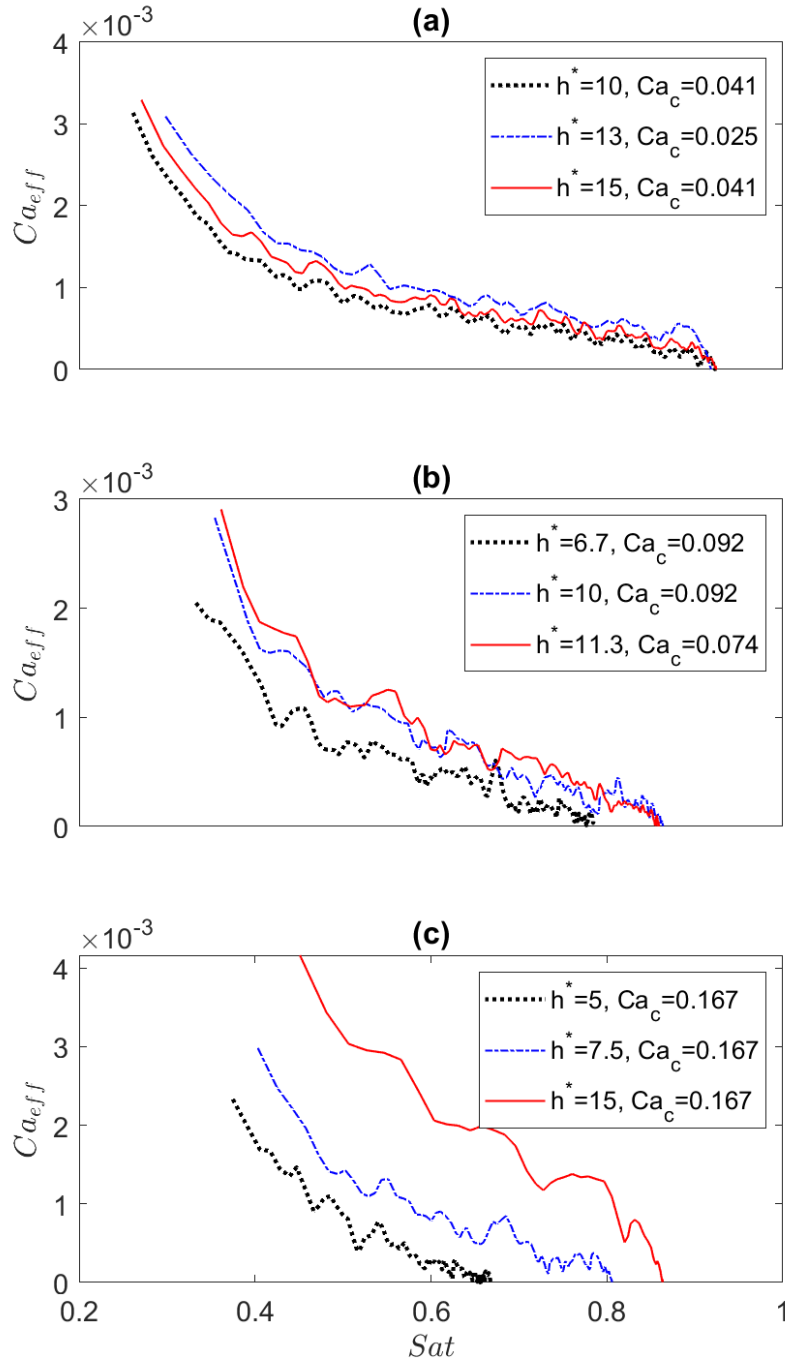 (a)
×10⁻³
4
3
2
1
0
Ca_eff
h*=10, Ca_c=0.041
h*=13, Ca_c=0.025
h*=15, Ca_c=0.041
(b)
×10⁻³
3
2
1
0
Ca_eff
h*=6.7, Ca_c=0.092
h*=10, Ca_c=0.092
h*=11.3, Ca_c=0.074
(c)
×10⁻³
4
3
2
1
0
Ca_eff
h*=5, Ca_c=0.167
h*=7.5, Ca_c=0.167
h*=15, Ca_c=0.167
0.2 0.4 0.6 0.8 1
Sat